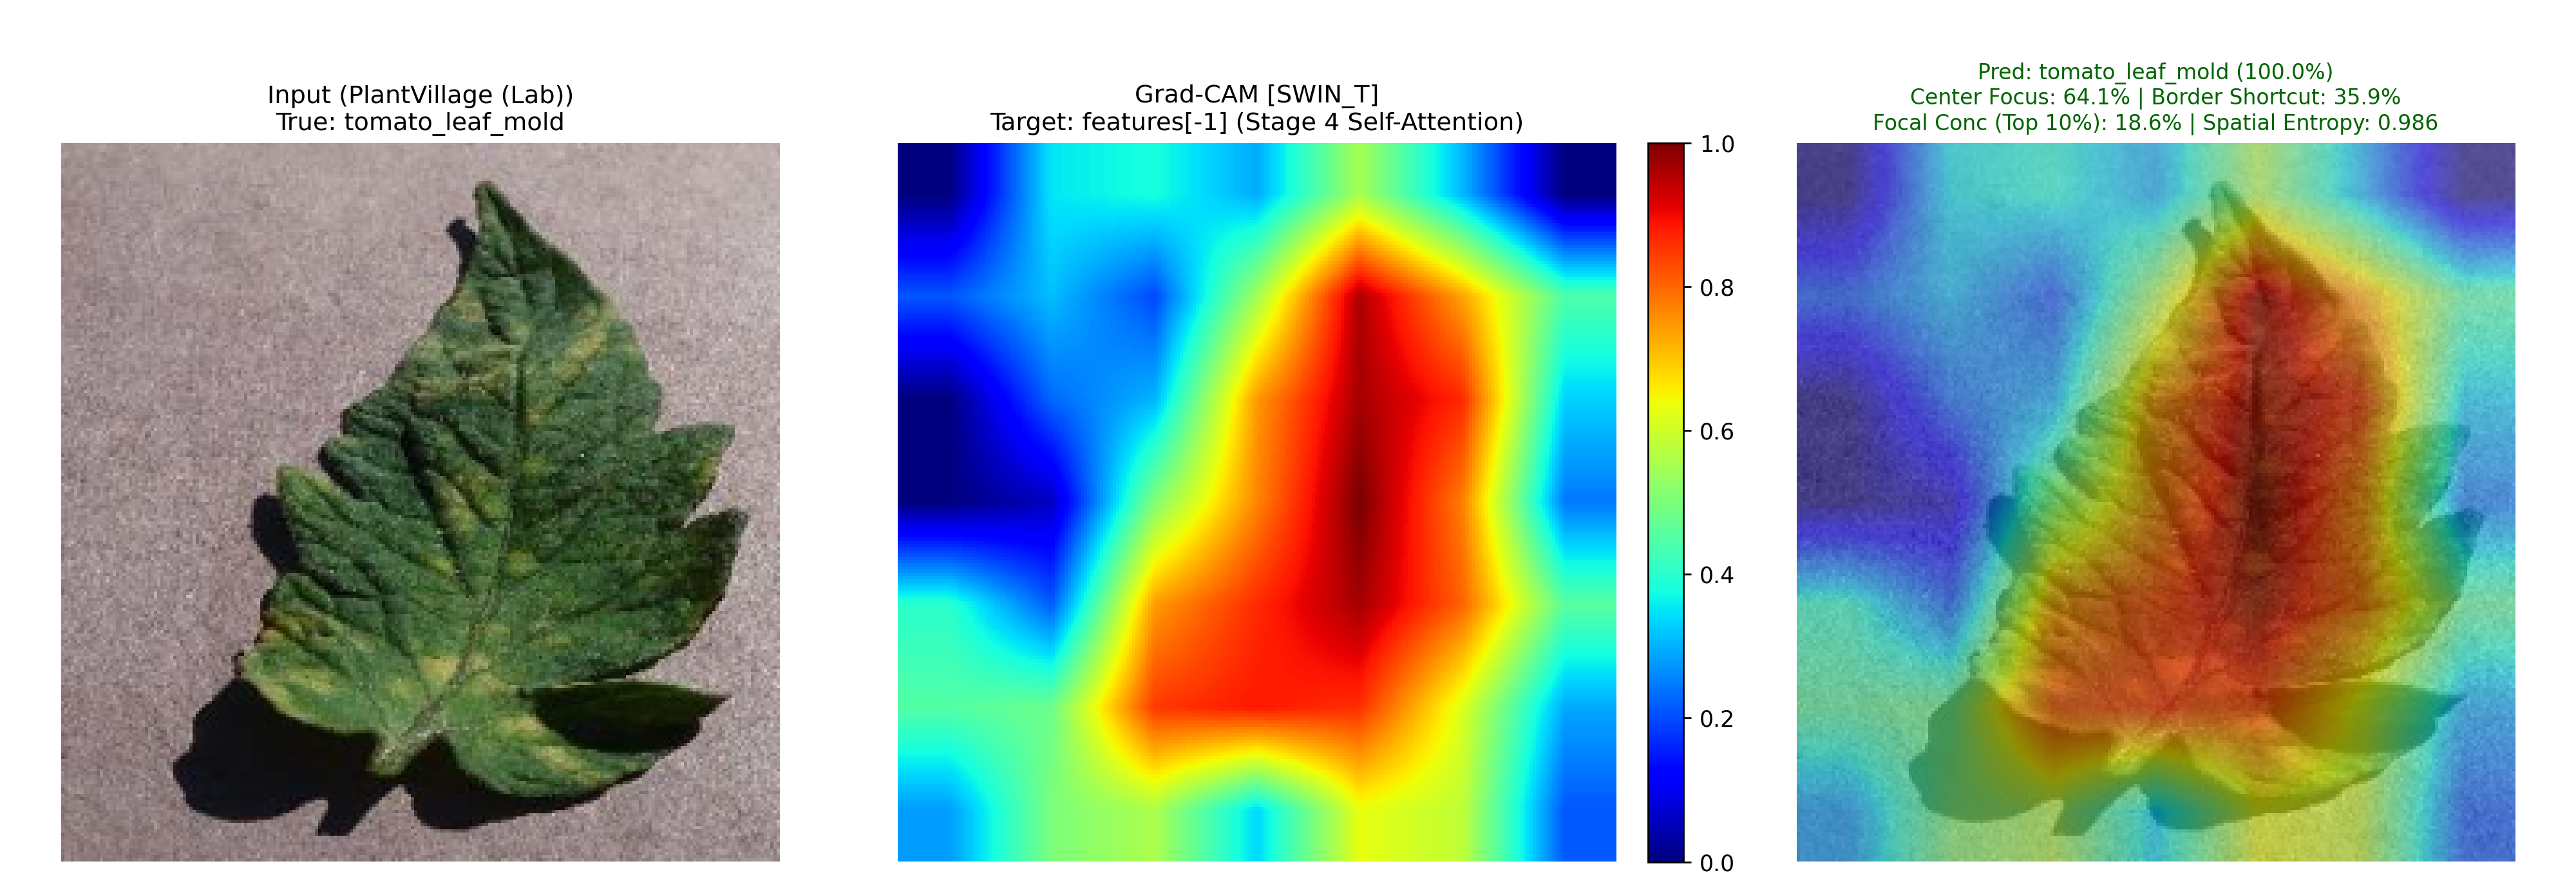 Input (PlantVillage (Lab))
True: tomato_leaf_mold
Grad-CAM [SWIN_T]
Target: features[-1] (Stage 4 Self-Attention)
1.0
0.8
0.6
0.4
0.2
0.0
Pred: tomato_leaf_mold (100.0%)
Center Focus: 64.1% | Border Shortcut: 35.9%
Focal Conc (Top 10%): 18.6% | Spatial Entropy: 0.986